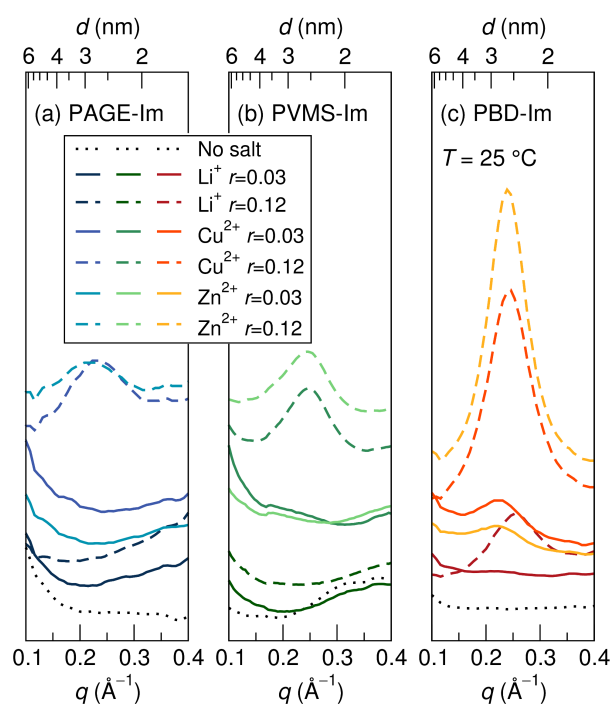 d (nm) d (nm) d (nm)
6 4 3 2 6 4 3 2 6 4 3 2
(a) PAGE-Im (b) PVMS-Im (c) PBD-Im
No salt
T = 25 °C
Li⁺ r=0.03
Li⁺ r=0.12
Cu²⁺ r=0.03
Cu²⁺ r=0.12
Zn²⁺ r=0.03
Zn²⁺ r=0.12
0.1 0.2 0.3 0.4 0.1 0.2 0.3 0.4 0.1 0.2 0.3 0.4
q (Å⁻¹) q (Å⁻¹) q (Å⁻¹)